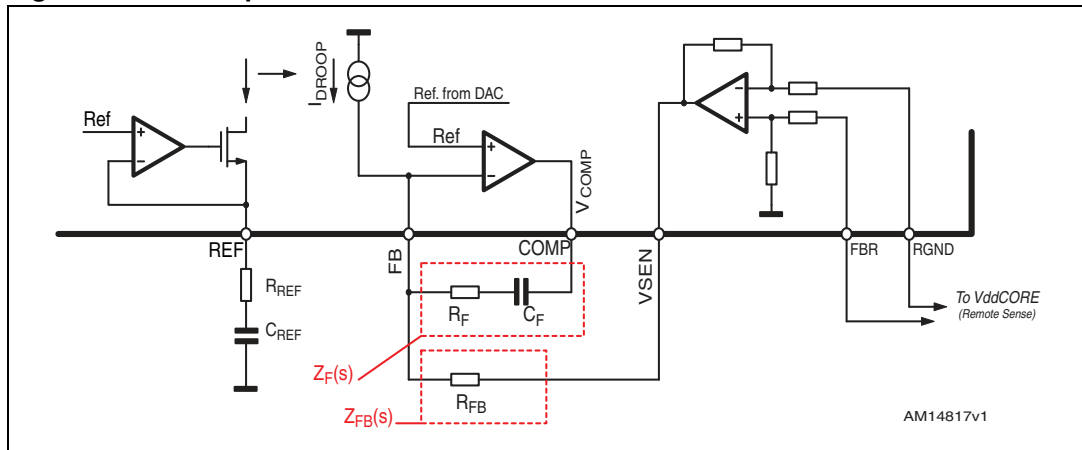 IDROOP
Ref. from DAC
Ref
Ref
VCOMP
REF
FB
COMP
VSEN
FBR
RGND
RREF
CREF
RF
CF
To VddCORE
(Remote Sense)
ZF(s)
RFB
ZFB(s)
AM14817v1